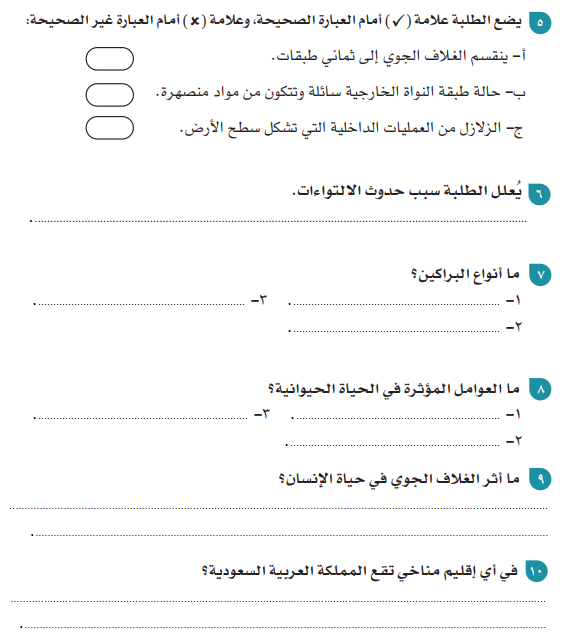 ٥ يضع الطلبة علامة (✓) أمام العبارة الصحيحة، وعلامة (✗) أمام العبارة غير الصحيحة:
أ- ينقسم الغلاف الجوي إلى ثماني طبقات.
ب- حالة طبقة النواة الخارجية سائلة وتتكون من مواد منصهرة.
ج- الزلازل من العمليات الداخلية التي تشكل سطح الأرض.
٦ يُعلل الطلبة سبب حدوث الالتواءات.
.
٧ ما أنواع البراكين؟
١- . ٣- .
٢- .
٨ ما العوامل المؤثرة في الحياة الحيوانية؟
١- . ٣- .
٢- .
٩ ما أثر الغلاف الجوي في حياة الإنسان؟
.
١٠ في أي إقليم مناخي تقع المملكة العربية السعودية؟
.